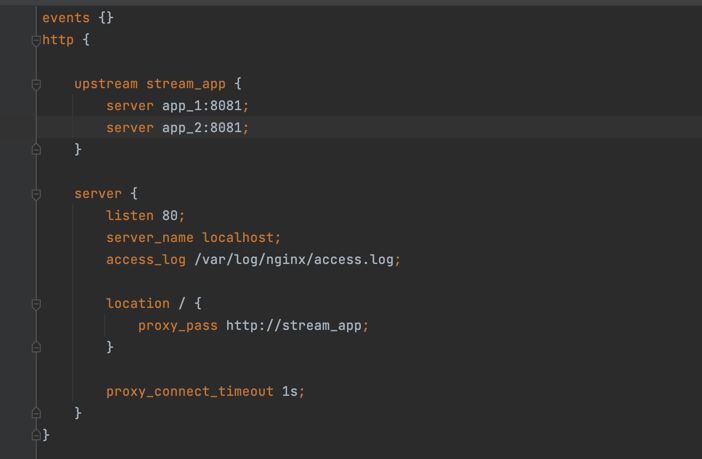 events {}
http {
upstream stream_app {
server app_1:8081;
server app_2:8081;
}
server {
listen 80;
server_name localhost;
access_log /var/log/nginx/access.log;
location / {
proxy_pass http://stream_app;
}
proxy_connect_timeout 1s;
}
}